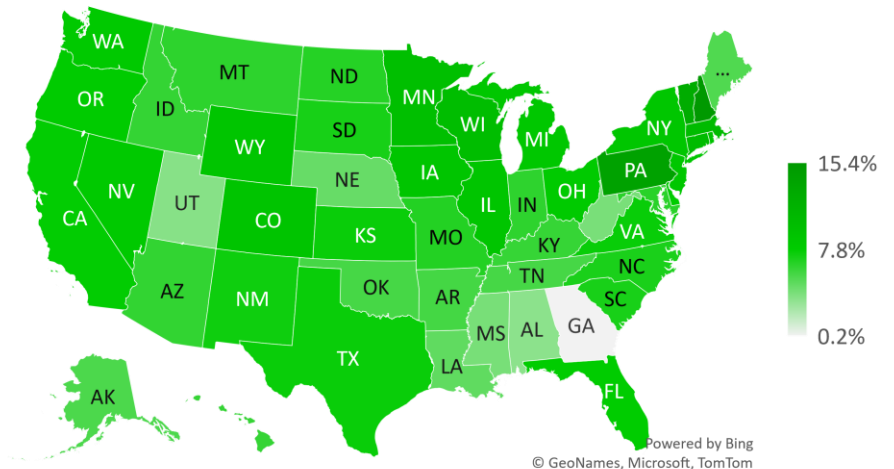 WA
MT
ND
MN
...
OR
ID
SD
WI
MI
NY
WY
IA
PA
NE
15.4%
NV
UT
IL
IN
OH
CA
CO
KS
MO
KY
VA
7.8%
AZ
NM
OK
AR
TN
NC
SC
MS
AL
GA
0.2%
TX
LA
AK
FL
Powered by Bing
© GeoNames, Microsoft, TomTom